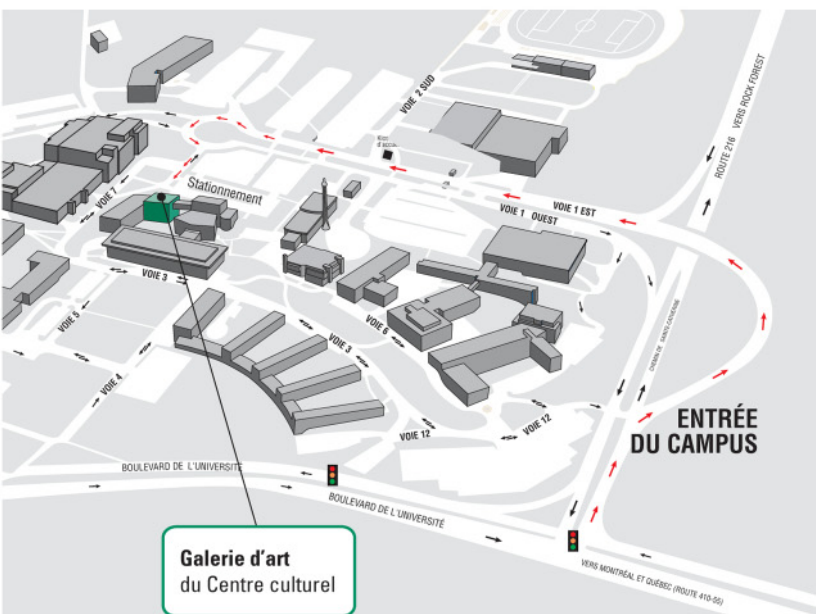 VOIE 2 SUD
VERS ROCK FOREST
ROUTE 216
VOIE 7
Stationnement
VOIE 1 EST
VOIE 1 OUEST
VOIE 3
VOIE 5
VOIE 6
VOIE 3
VOIE 4
CHEMIN DE SAINTE-CATHERINE
ENTRÉE
DU CAMPUS
VOIE 12
VOIE 12
BOULEVARD DE L'UNIVERSITÉ
BOULEVARD DE L'UNIVERSITÉ
VERS MONTRÉAL ET QUÉBEC (ROUTE 410-55)
Galerie d'art
du Centre culturel